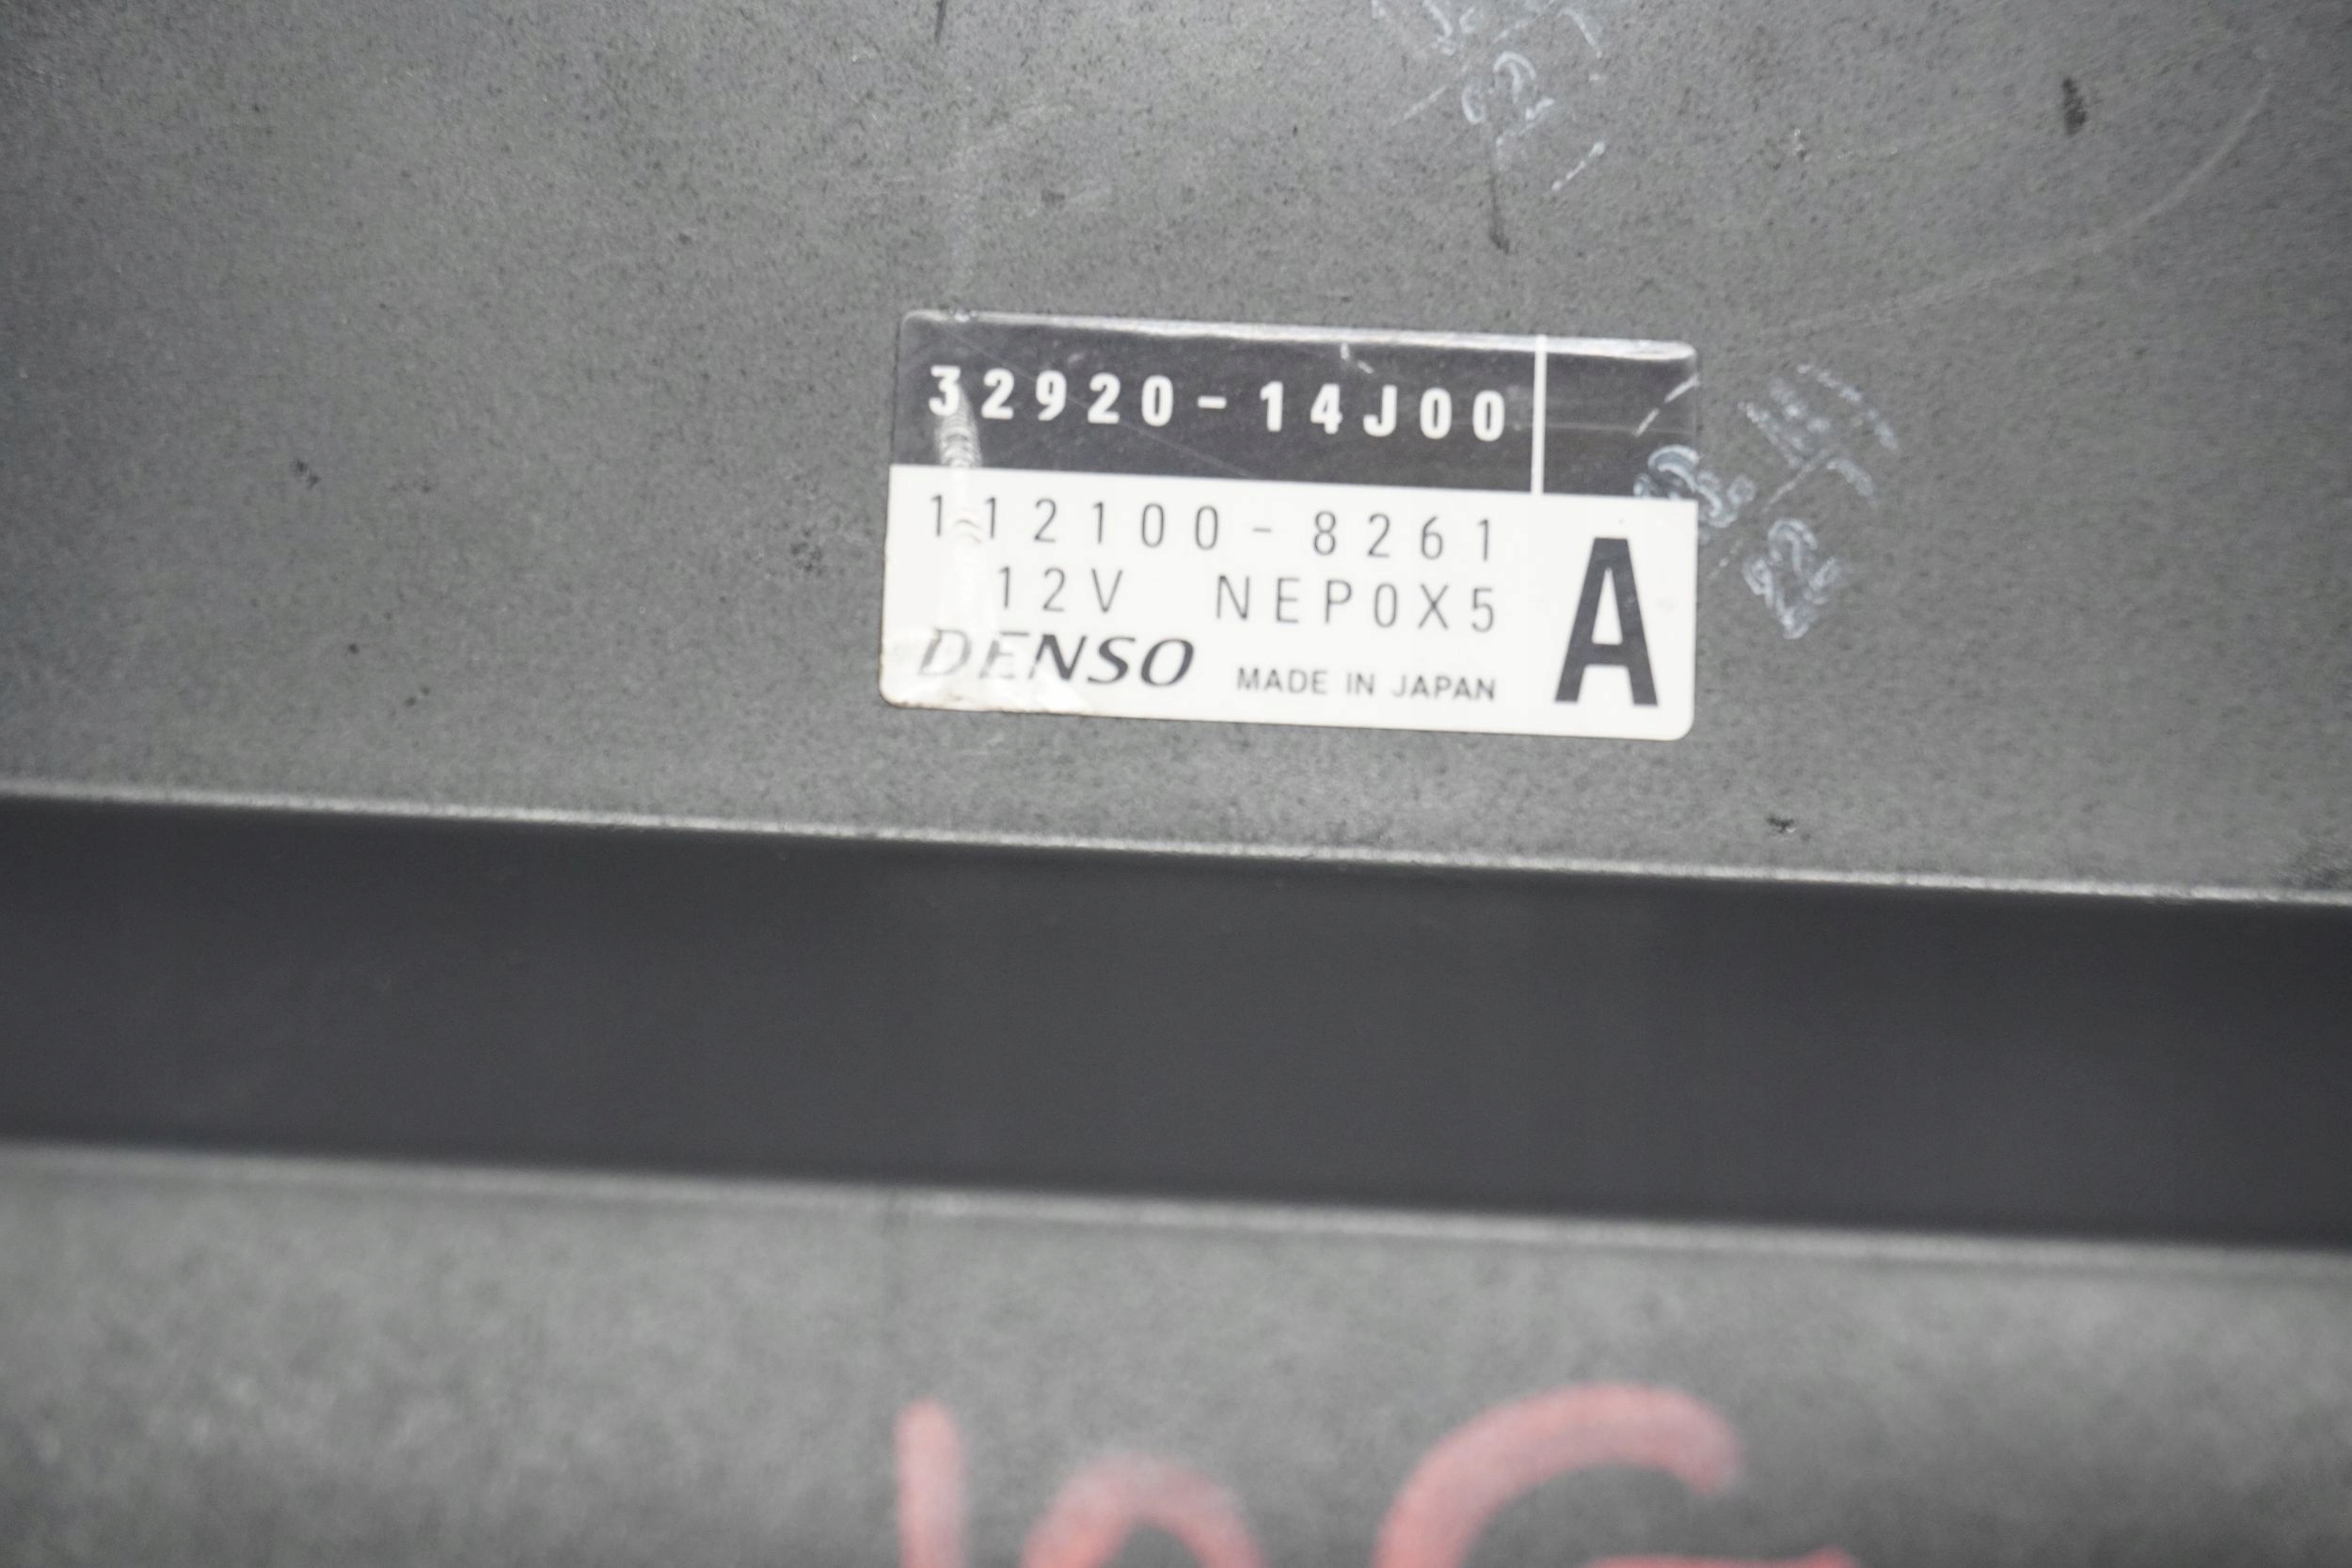 32920-14J00
112100-8261
12V NEP0X5
DENSO MADE IN JAPAN
A